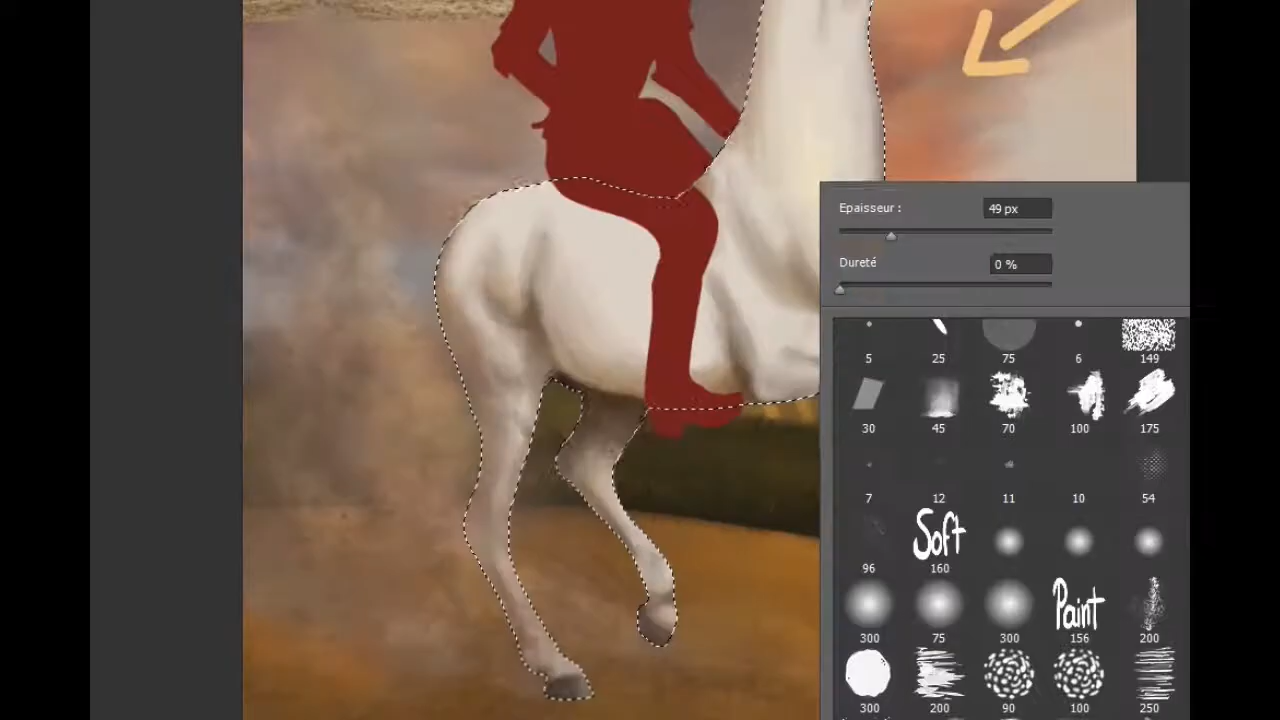 Epaisseur : 49 px
Dureté 0 %
5 25 75 6 149
30 45 70 100 175
7 12 11 10 54
Soft
96 160
Paint
300 75 300 156 200
300 200 90 100 250